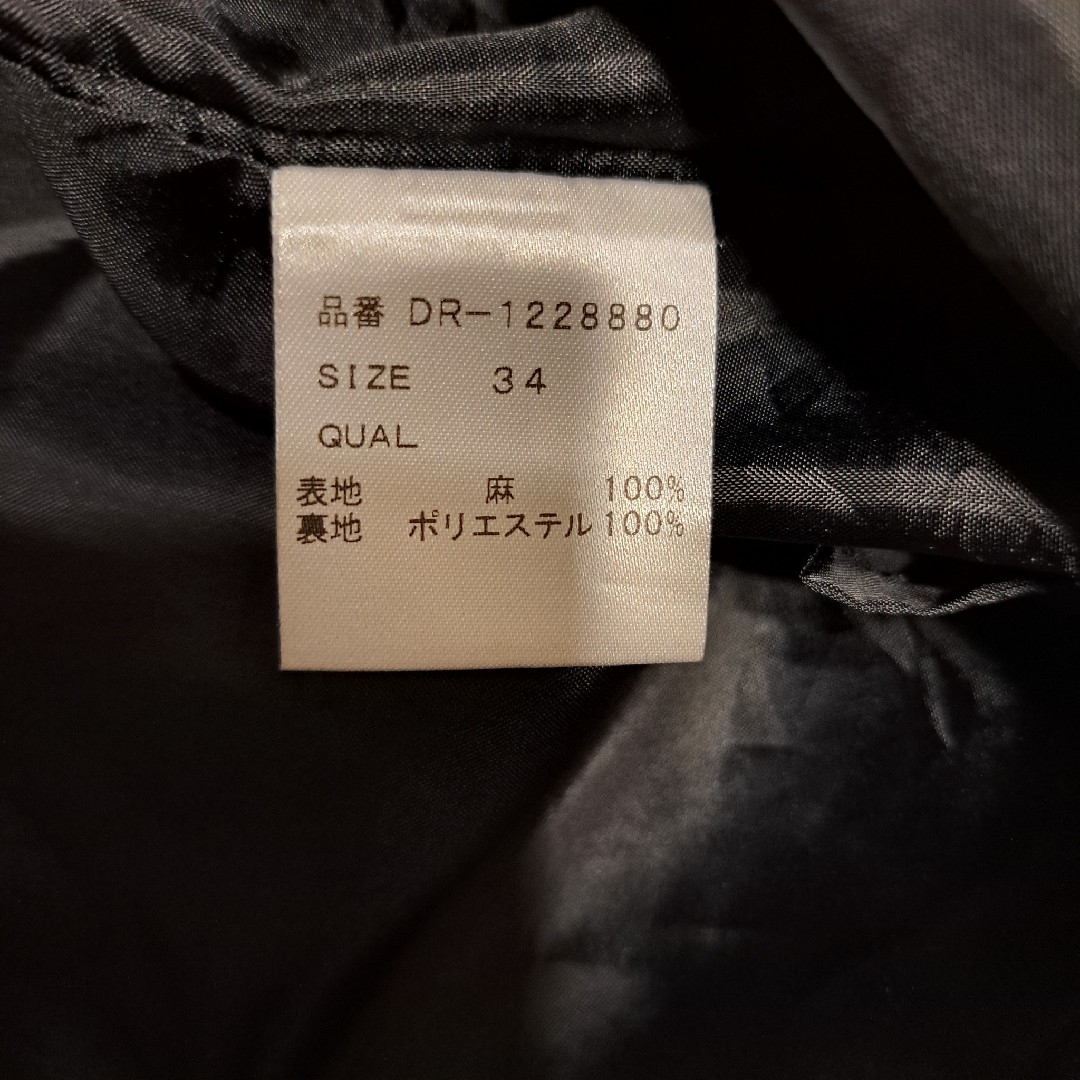 品番 DR-1228880
SIZE 34
QUAL
表地 麻 100%
裏地 ポリエステル 100%